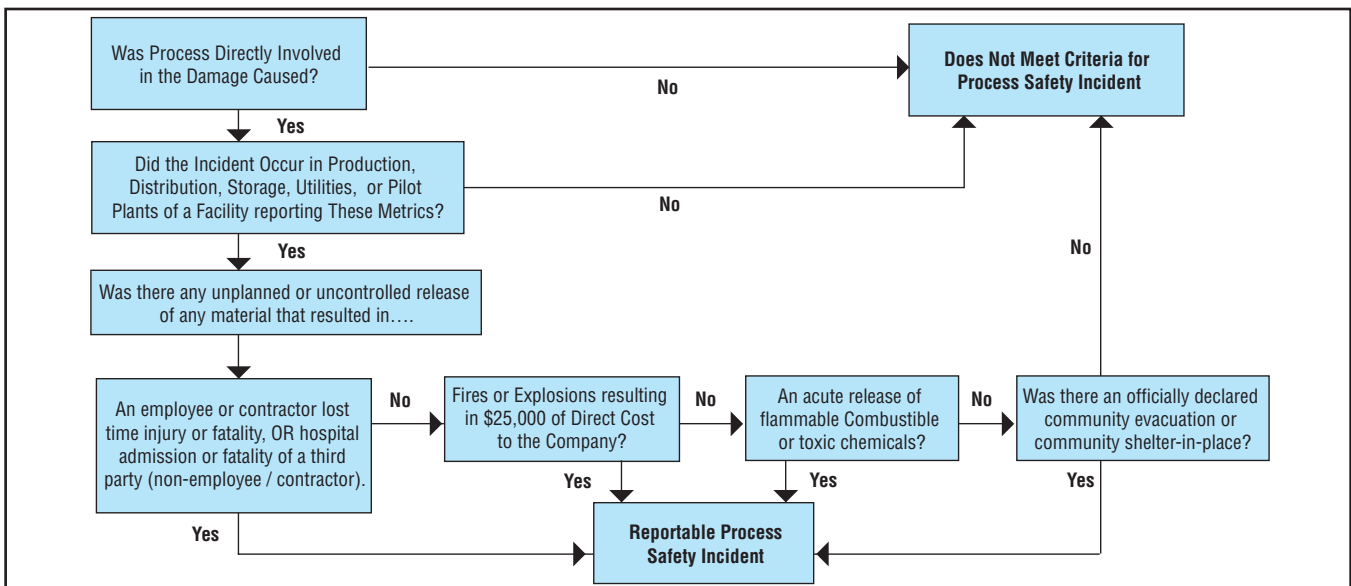 Was Process Directly Involved
in the Damage Caused?
No
Does Not Meet Criteria for
Process Safety Incident
Yes
Did the Incident Occur in Production,
Distribution, Storage, Utilities, or Pilot
Plants of a Facility reporting These Metrics?
No
Yes
No
Was there any unplanned or uncontrolled release
of any material that resulted in….
An employee or contractor lost
time injury or fatality, OR hospital
admission or fatality of a third
party (non-employee / contractor).
No
Fires or Explosions resulting
in $25,000 of Direct Cost
to the Company?
No
An acute release of
flammable Combustible
or toxic chemicals?
No
Was there an officially declared
community evacuation or
community shelter-in-place?
Yes
Yes
Yes
Yes
Reportable Process
Safety Incident